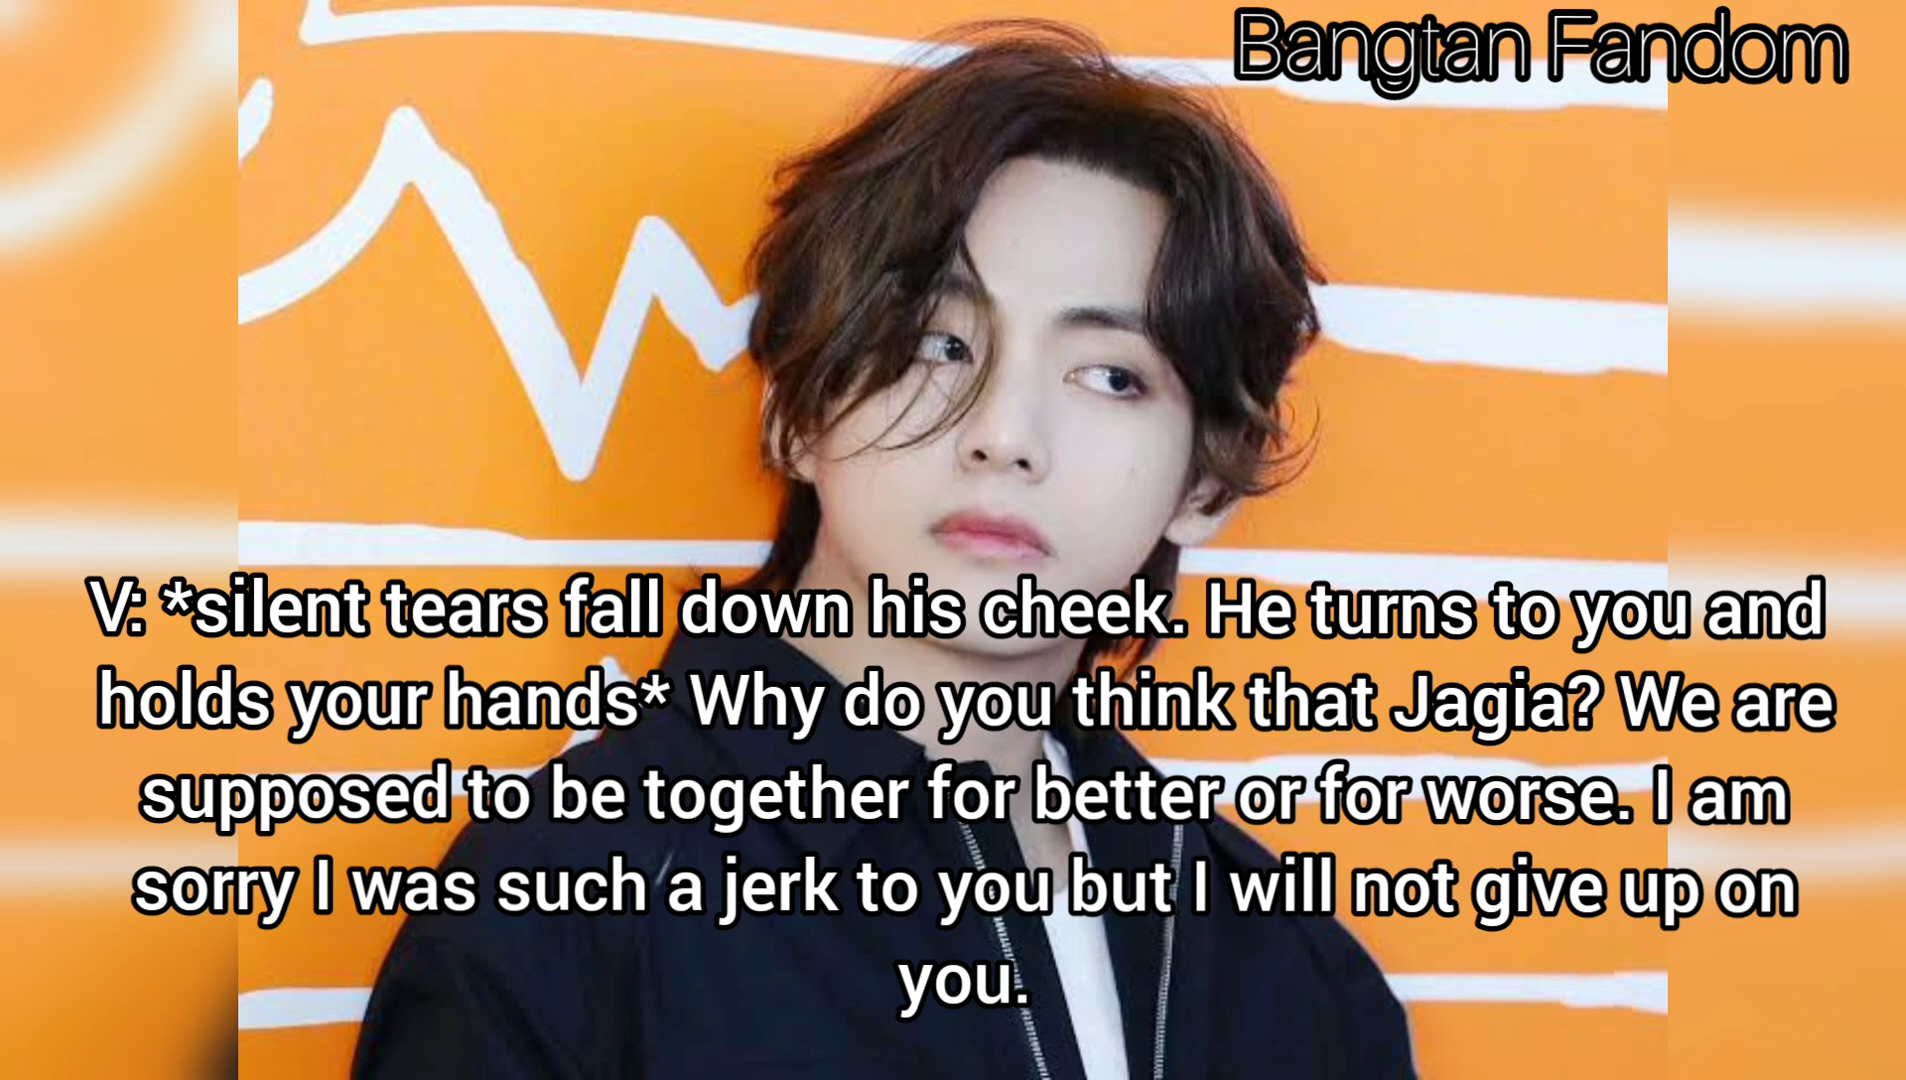 Bangtan Fandom
V: *silent tears fall down his cheek. He turns to you and
holds your hands* Why do you think that Jagia? We are
supposed to be together for better or for worse. I am
sorry I was such a jerk to you but I will not give up on
you.